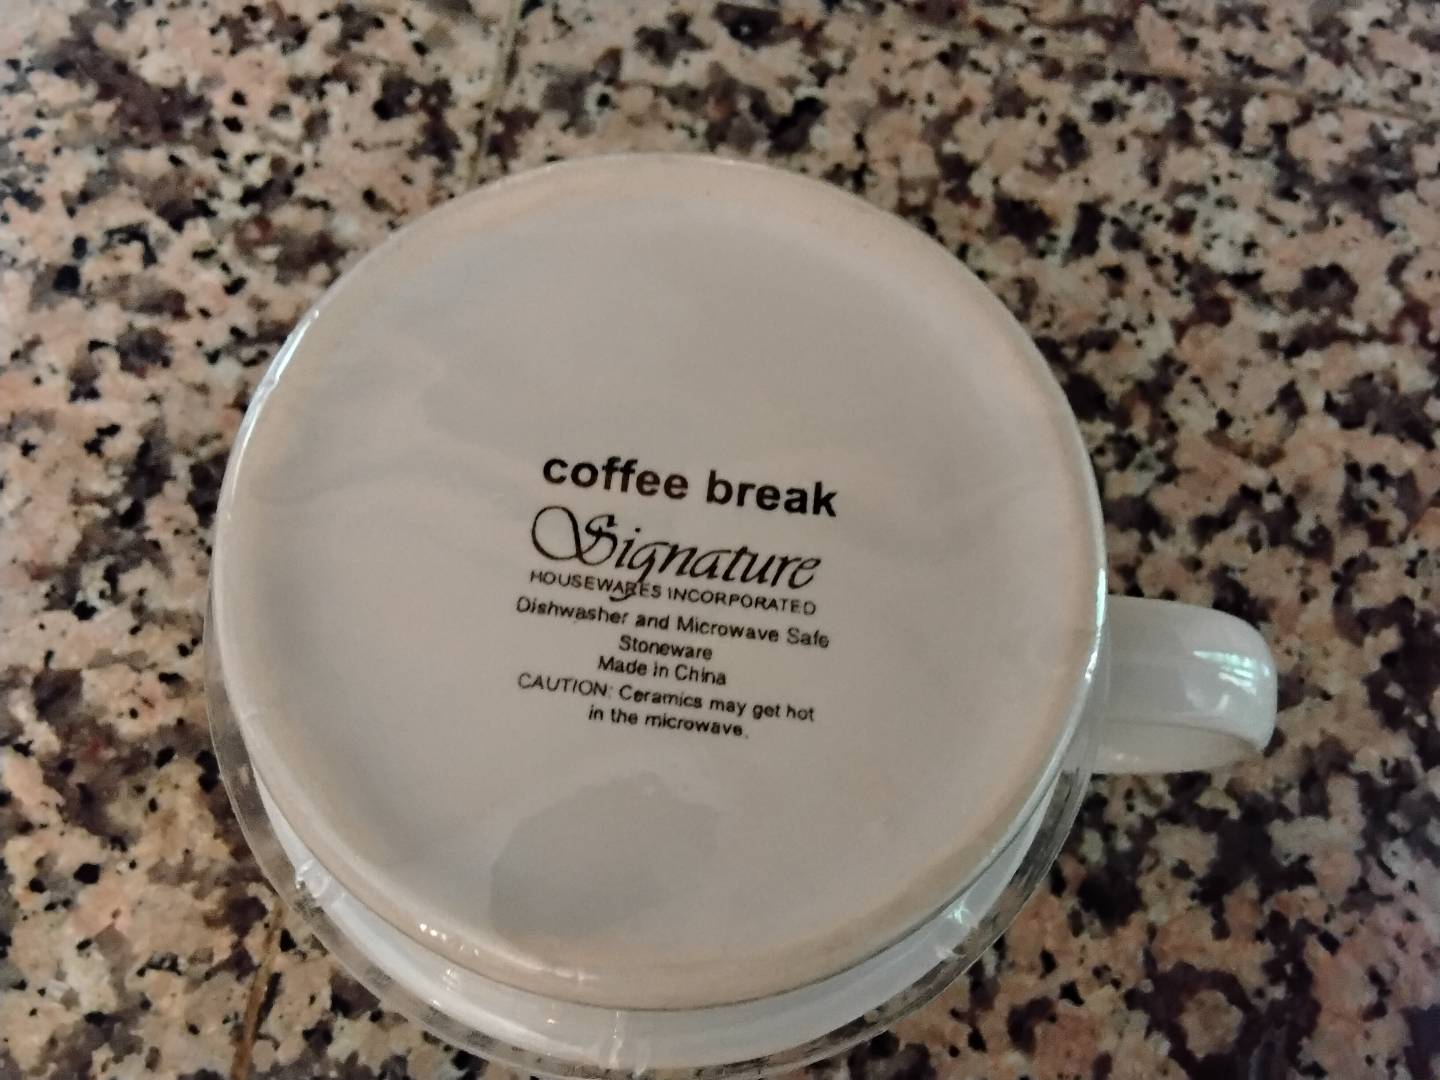 coffee break
Signature
HOUSEWARES INCORPORATED
Dishwasher and Microwave Safe
Stoneware
Made in China
CAUTION: Ceramics may get hot
in the microwave.